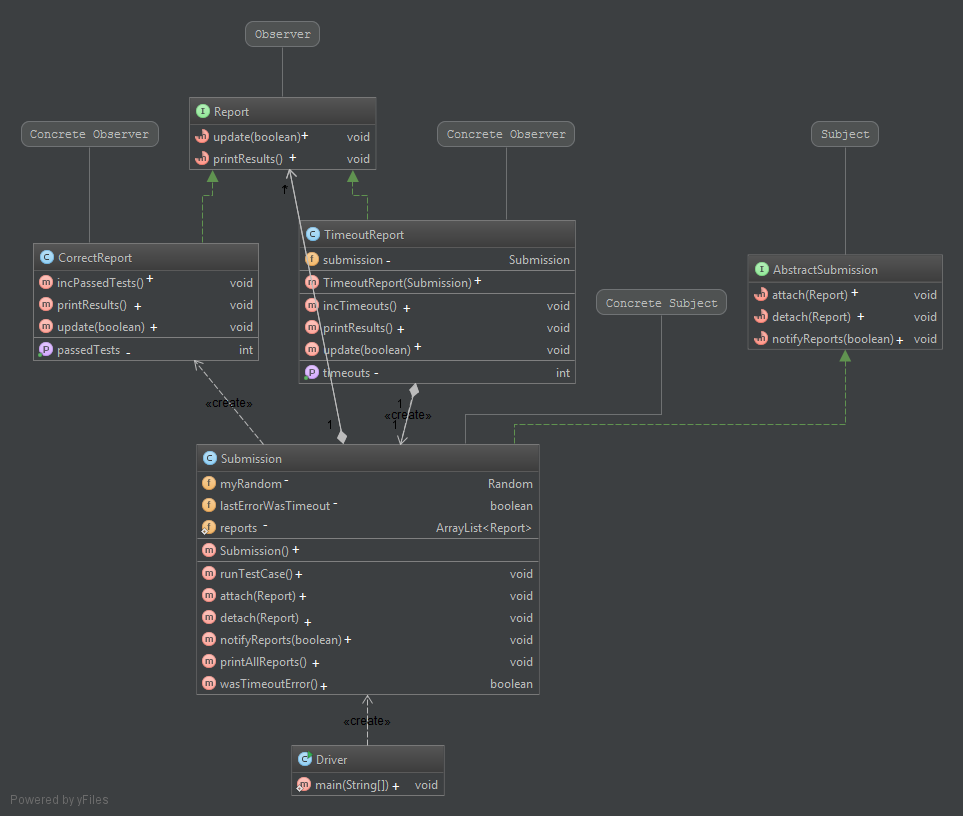 Observer
Report
update(boolean)+ void
printResults() + void
Concrete Observer
Concrete Observer
Subject
CorrectReport
incPassedTests() + void
printResults() + void
update(boolean) + void
passedTests - int
TimeoutReport
submission - Submission
TimeoutReport(Submission) +
incTimeouts() + void
printResults() + void
update(boolean) + void
timeouts - int
Concrete Subject
AbstractSubmission
attach(Report) + void
detach(Report) + void
notifyReports(boolean) + void
«create»
1
1
«create»
1
Submission
myRandom - Random
lastErrorWasTimeout - boolean
reports - ArrayList<Report>
Submission() +
runTestCase() + void
attach(Report) + void
detach(Report) + void
notifyReports(boolean) + void
printAllReports() + void
wasTimeoutError() + boolean
«create»
Driver
main(String[]) + void
Powered by yFiles